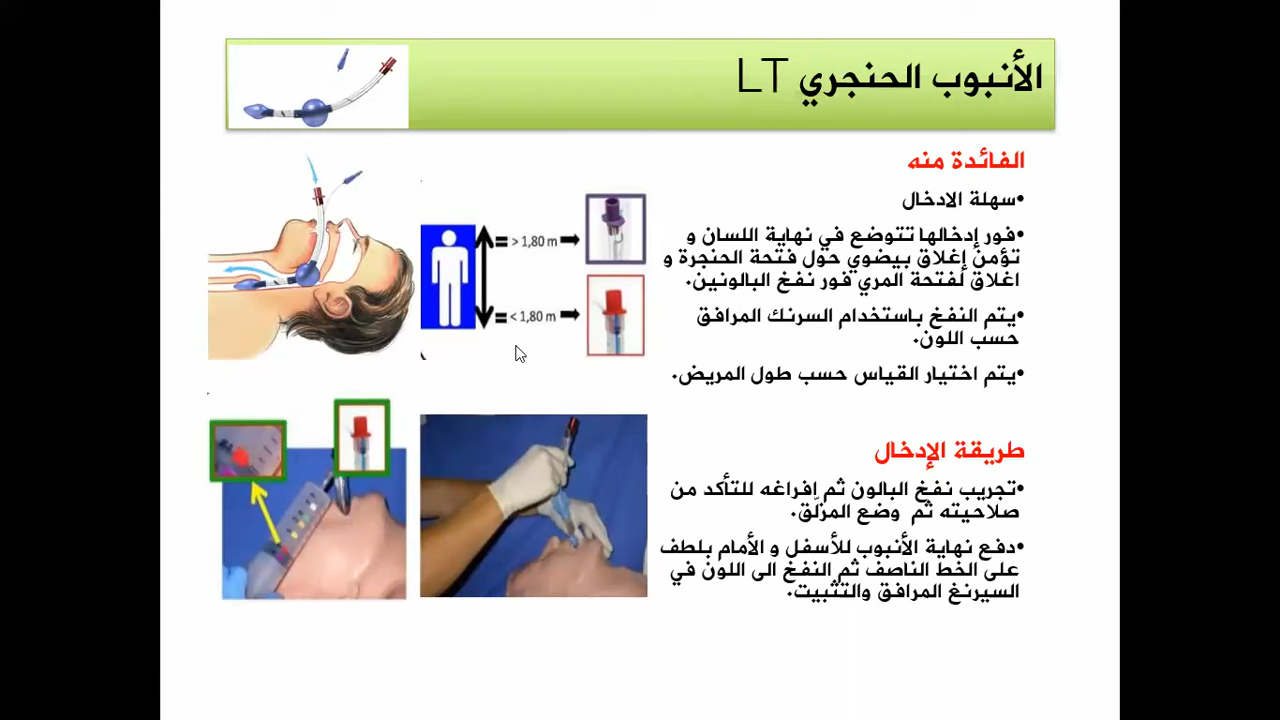 الأنبوب الحنجري LT
الفائدة منه
•سهلة الادخال
•فور إدخالها تتوضع في نهاية اللسان و
تؤمن إغلاق بيضوي حول فتحة الحنجرة و
اغلاق لفتحة المري فور نفخ البالونين.
•يتم النفخ باستخدام السرنك المرافق
حسب اللون.
•يتم اختيار القياس حسب طول المريض.
= > 1,80 m
= < 1,80 m
طريقة الإدخال
•تجريب نفخ البالون ثم إفراغه للتأكد من
صلاحيته ثم وضع المزلّق.
•دفع نهاية الأنبوب للأسفل و الأمام بلطف
على الخط الناصف ثم النفخ الى اللون في
السيرنغ المرافق والتثبيت.